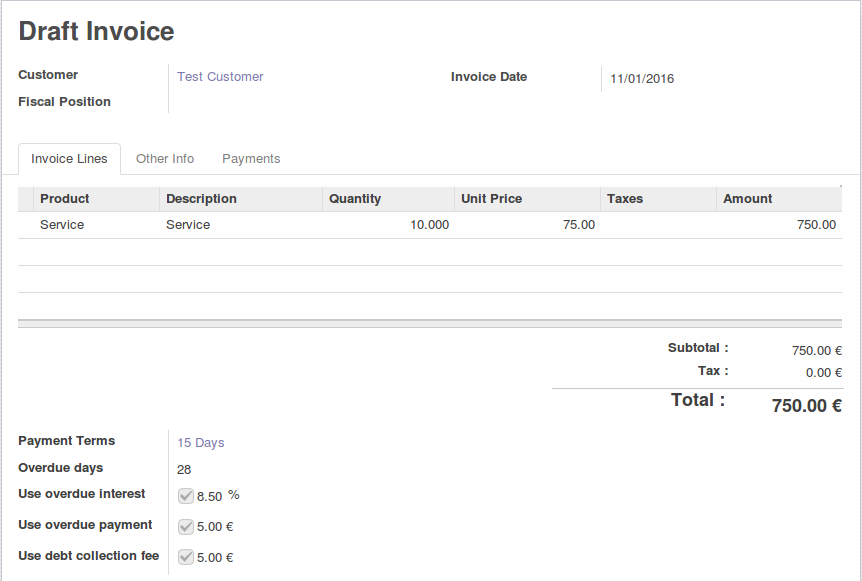 Draft Invoice
Customer Test Customer Invoice Date 11/01/2016
Fiscal Position
Invoice Lines Other Info Payments
Product Description Quantity Unit Price Taxes Amount
Service Service 10.000 75.00 750.00
Subtotal : 750.00 €
Tax : 0.00 €
Total : 750.00 €
Payment Terms 15 Days
Overdue days 28
Use overdue interest 8.50 %
Use overdue payment 5.00 €
Use debt collection fee 5.00 €